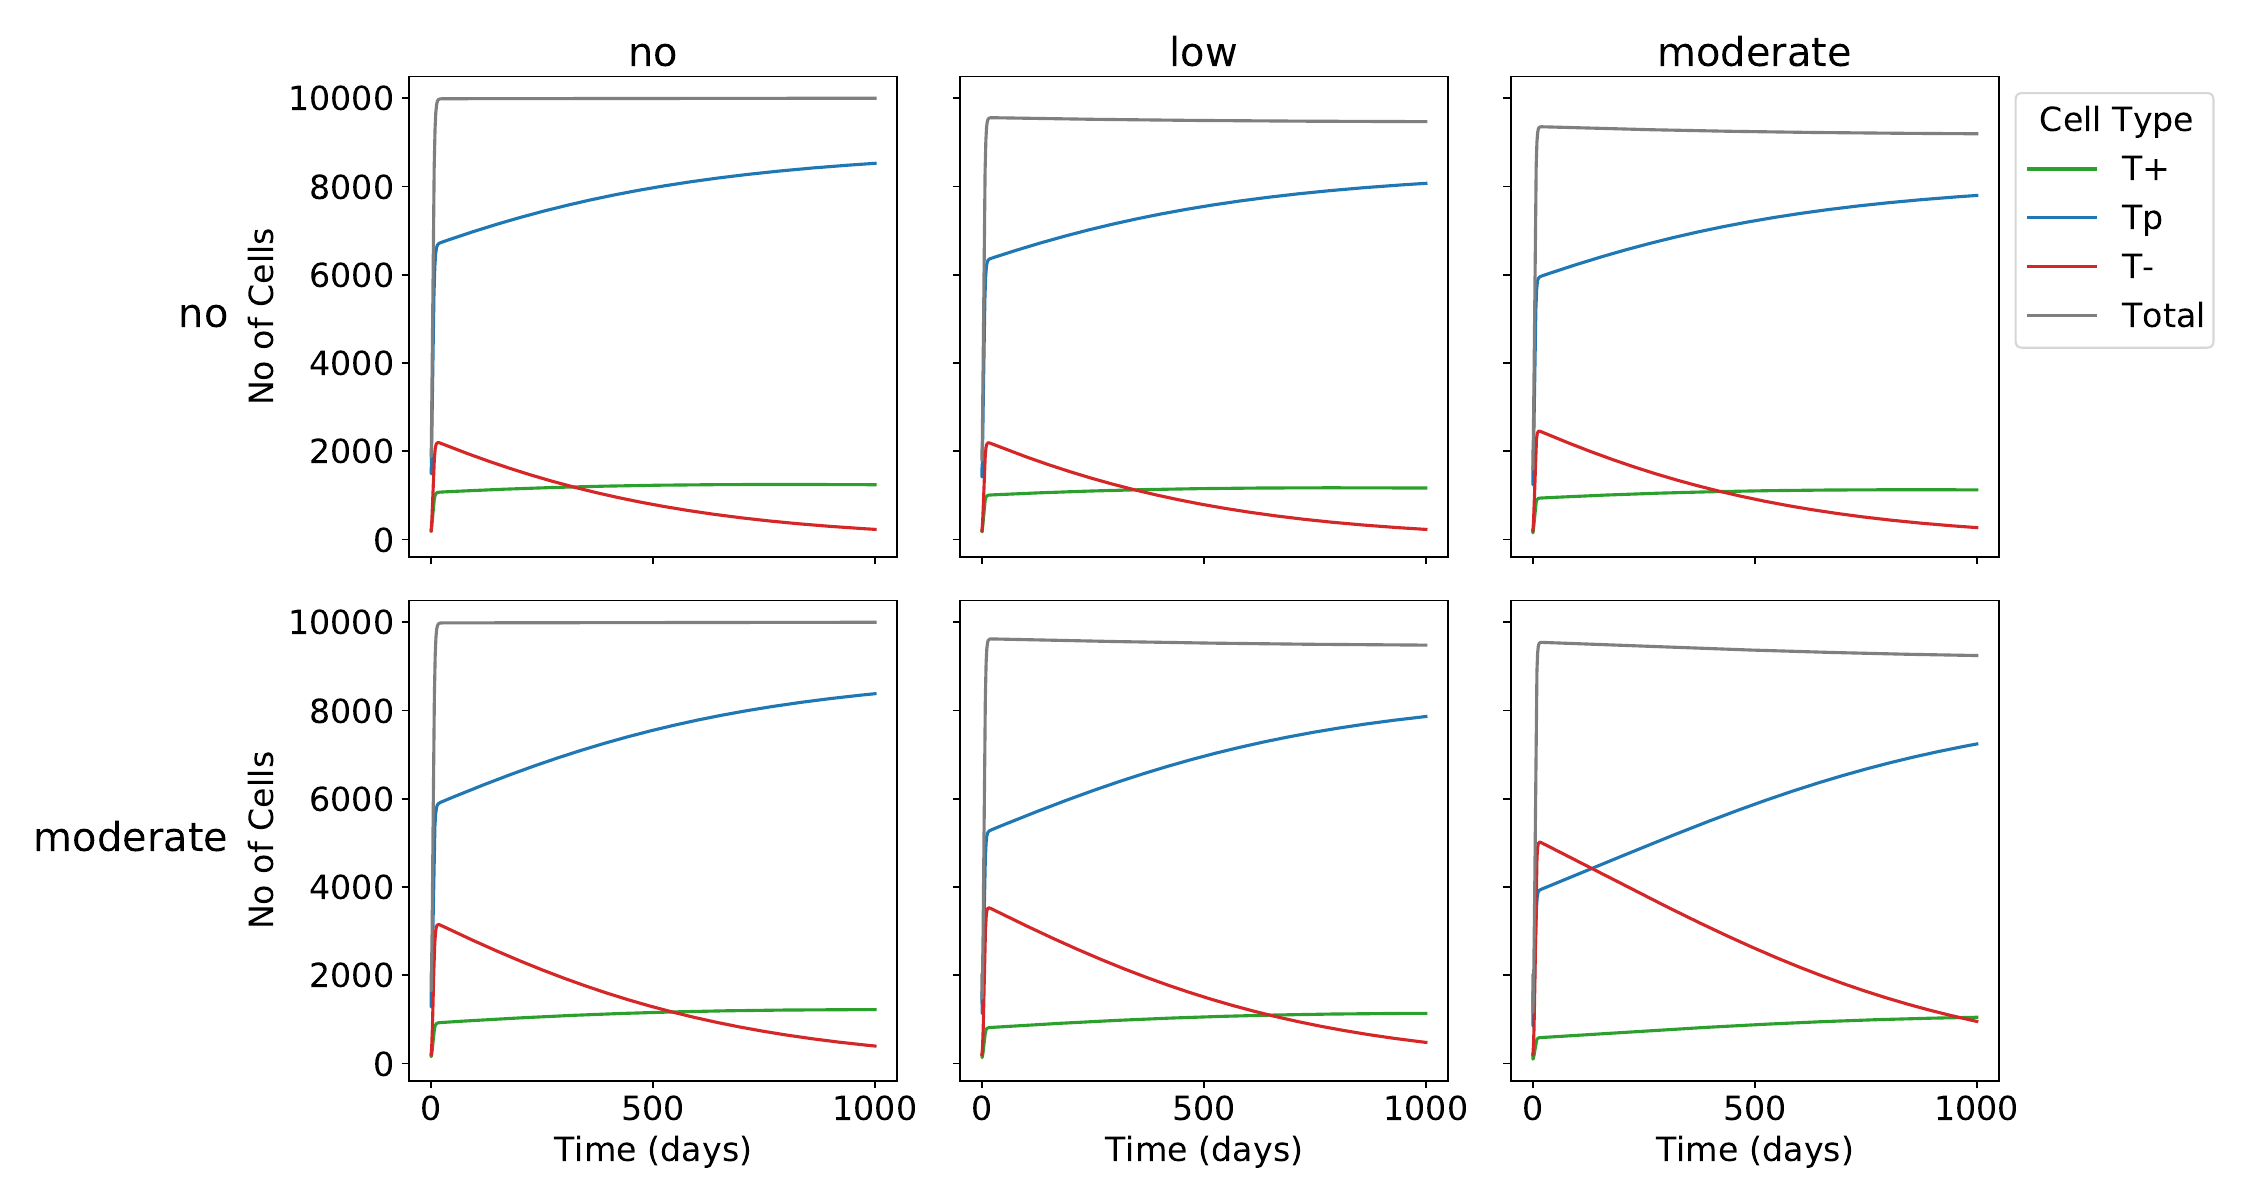 no
low
moderate
10000
8000
6000
4000
2000
0
No of Cells
no
Cell Type
T+
Tp
T-
Total
10000
8000
6000
4000
2000
0
No of Cells
moderate
0 500 1000
0 500 1000
0 500 1000
Time (days)
Time (days)
Time (days)